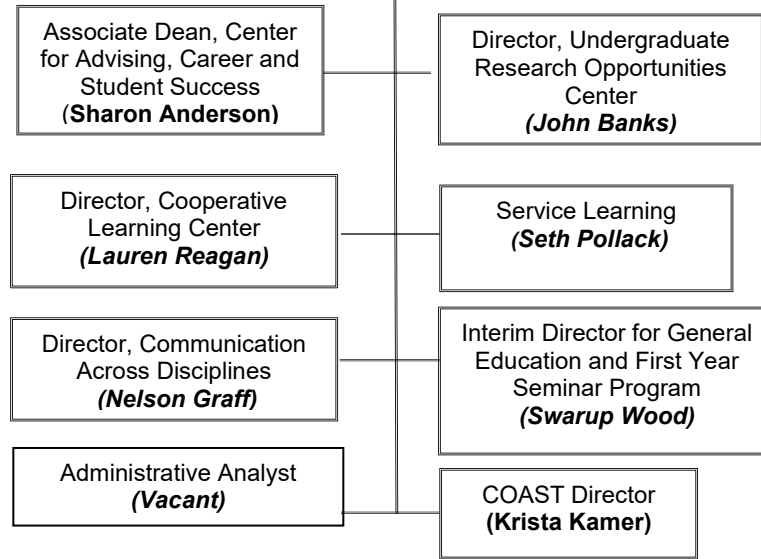 Associate Dean, Center
for Advising, Career and
Student Success
(Sharon Anderson)
Director, Undergraduate
Research Opportunities
Center
(John Banks)
Director, Cooperative
Learning Center
(Lauren Reagan)
Service Learning
(Seth Pollack)
Director, Communication
Across Disciplines
(Nelson Graff)
Interim Director for General
Education and First Year
Seminar Program
(Swarup Wood)
Administrative Analyst
(Vacant)
COAST Director
(Krista Kamer)